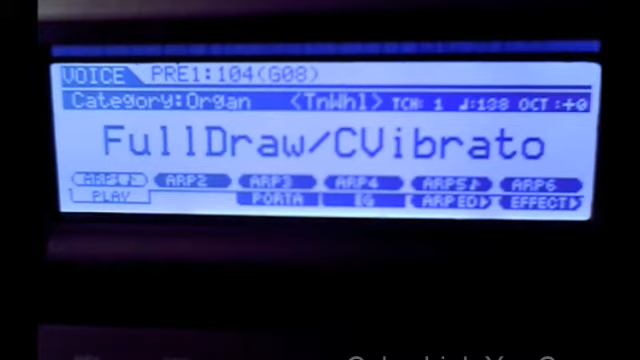 VOICE PRE1:104(G08)
Category:Organ <TnWhl> TCH: 1 ♩:138 OCT :+0
FullDraw/CVibrato
ARP1♪ ARP2 ARP3 ARP4 ARP5♪ ARP6
PLAY PORTA EG ARP ED▶ EFFECT▶